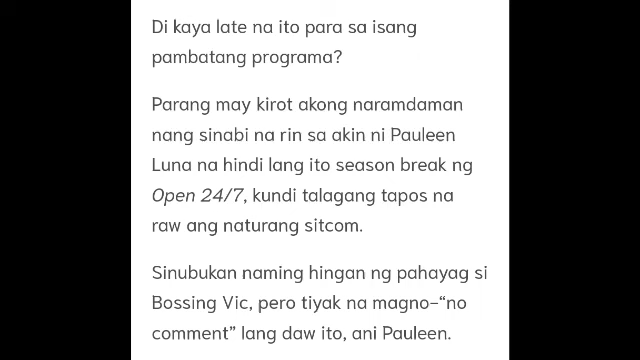 Di kaya late na ito para sa isang
pambatang programa?
Parang may kirot akong naramdaman
nang sinabi na rin sa akin ni Pauleen
Luna na hindi lang ito season break ng
Open 24/7, kundi talagang tapos na
raw ang naturang sitcom.
Sinubukan naming hingan ng pahayag si
Bossing Vic, pero tiyak na magno-“no
comment” lang daw ito, ani Pauleen.